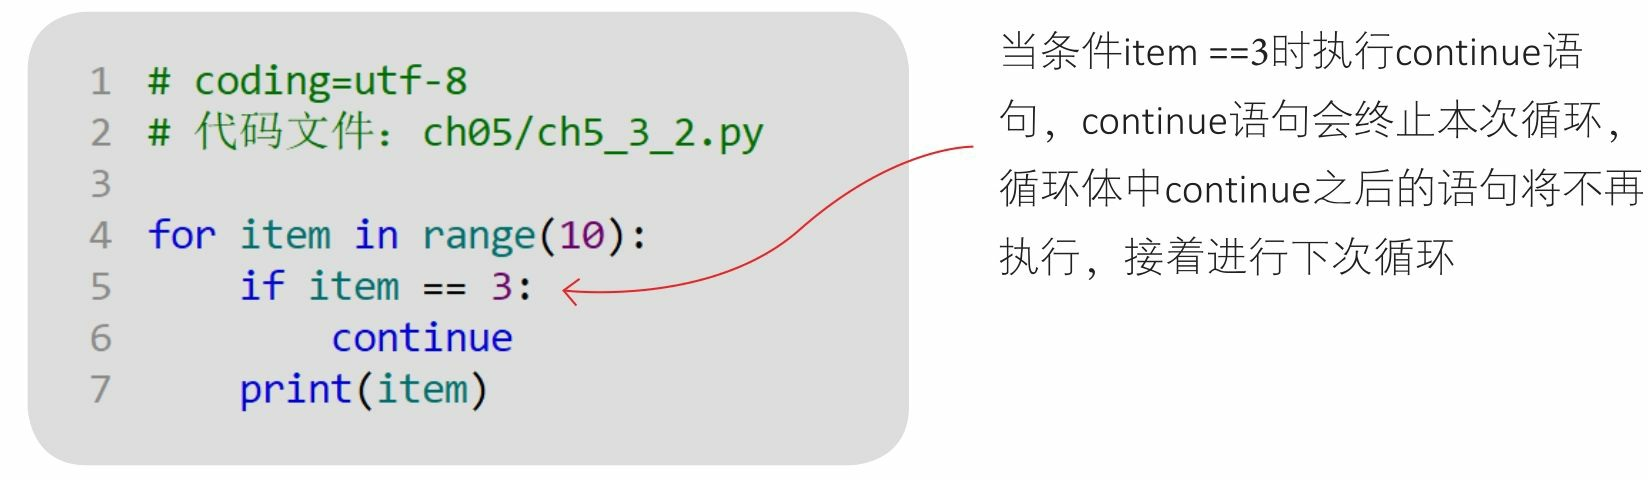 1 # coding=utf-8
2 # 代码文件：ch05/ch5_3_2.py
3
4 for item in range(10):
5     if item == 3:
6         continue
7     print(item)
当条件item ==3时执行continue语
句，continue语句会终止本次循环，
循环体中continue之后的语句将不再
执行，接着进行下次循环